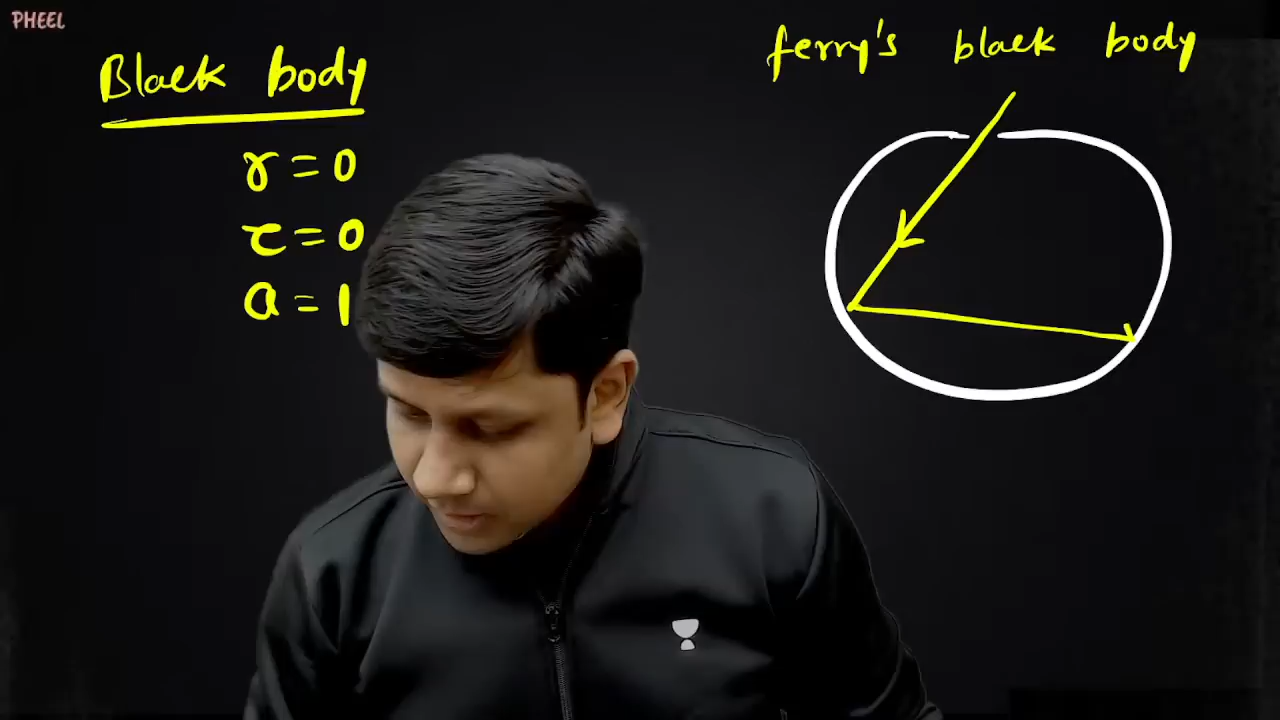 PHEEL
Black body
r = 0
τ = 0
a = 1
ferry's black body